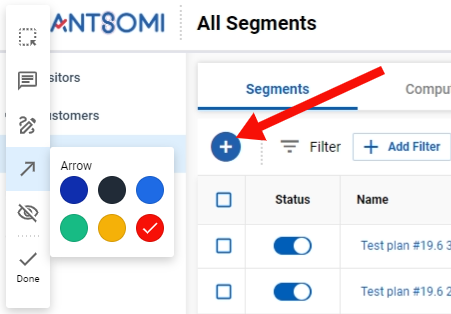 ANTSOMI
All Segments
isitors
ustomers
Segments
Compu
Filter
Add Filter
Arrow
Status
Name
Test plan #19.6 3
Test plan #19.6 2
Done